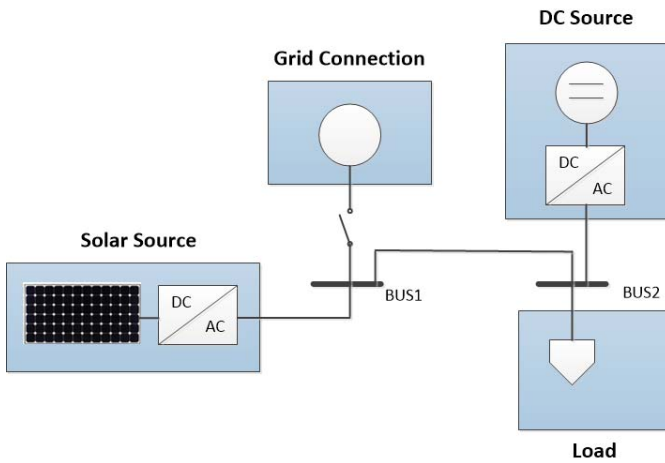 DC Source
Grid Connection
DC
AC
Solar Source
DC
AC
BUS1
BUS2
Load